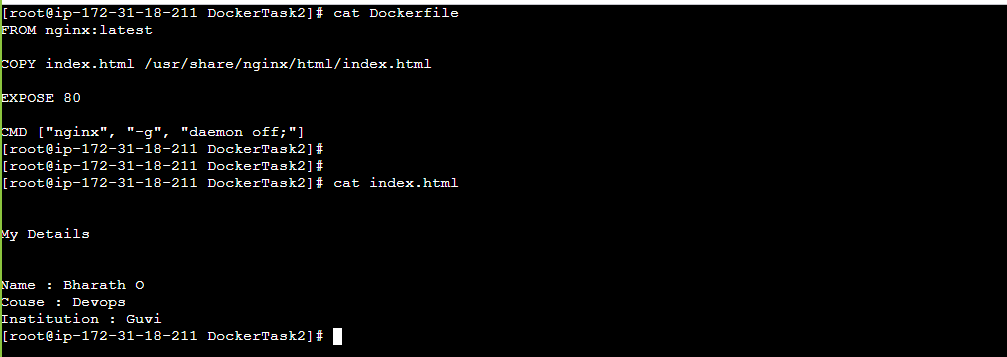 [root@ip-172-31-18-211 DockerTask2]# cat Dockerfile
FROM nginx:latest
COPY index.html /usr/share/nginx/html/index.html
EXPOSE 80
CMD ["nginx", "-g", "daemon off;"]
[root@ip-172-31-18-211 DockerTask2]#
[root@ip-172-31-18-211 DockerTask2]#
[root@ip-172-31-18-211 DockerTask2]# cat index.html
My Details
Name : Bharath O
Couse : Devops
Institution : Guvi
[root@ip-172-31-18-211 DockerTask2]#